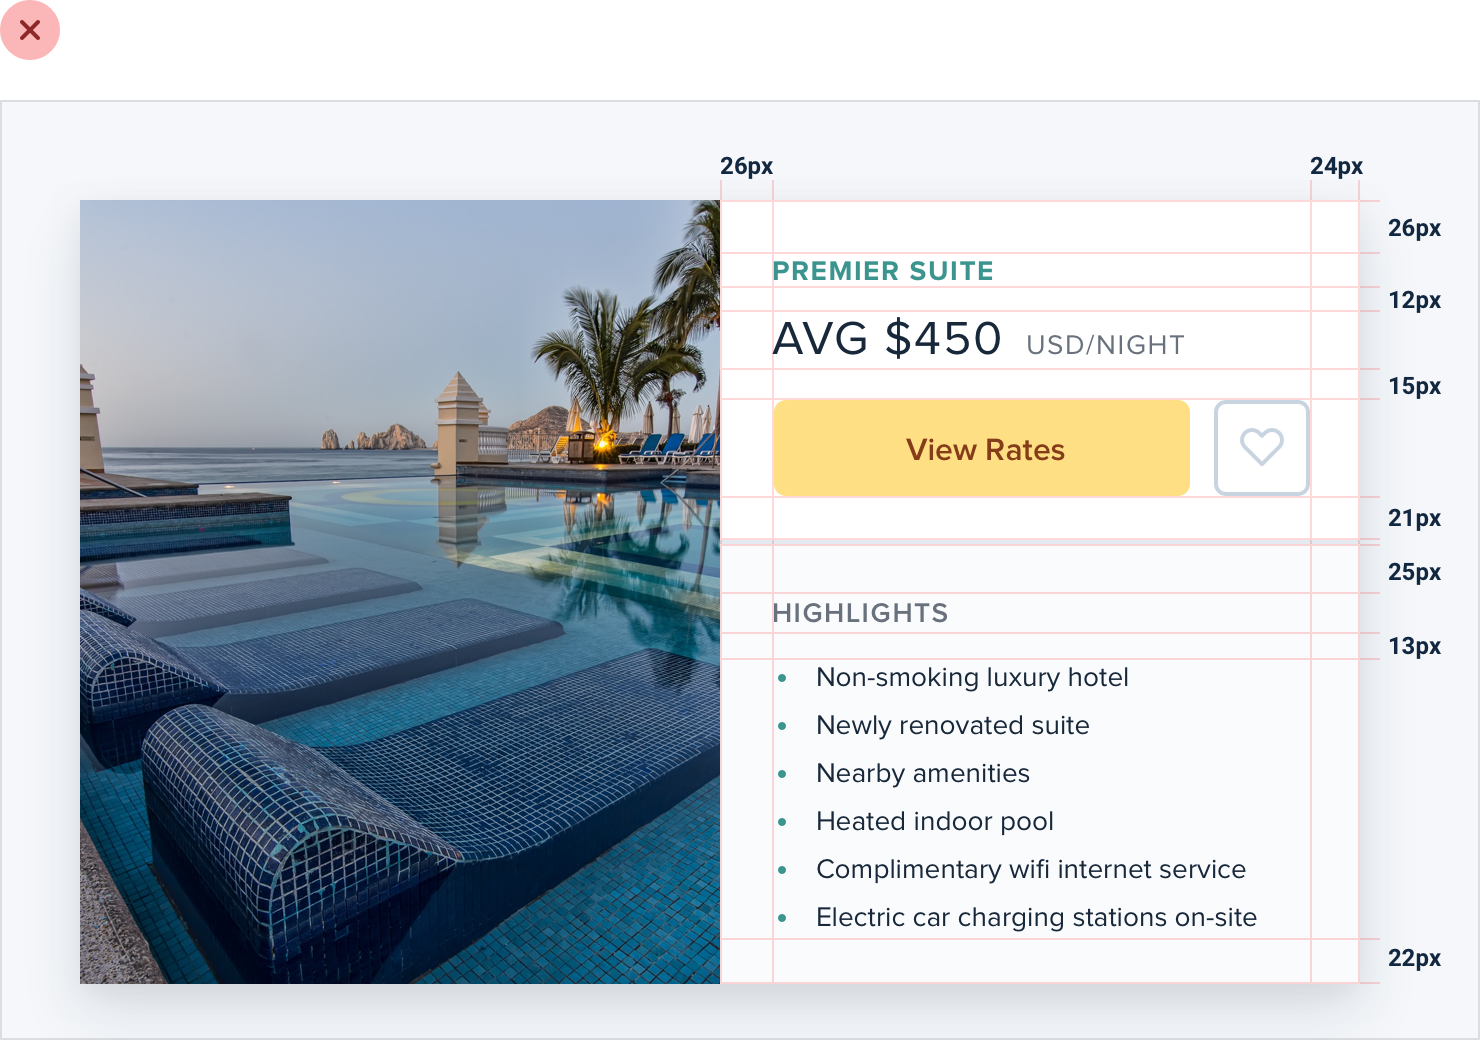 26px
24px
26px
PREMIER SUITE
12px
AVG $450 USD/NIGHT
15px
View Rates
21px
25px
HIGHLIGHTS
13px
Non-smoking luxury hotel
Newly renovated suite
Nearby amenities
Heated indoor pool
Complimentary wifi internet service
Electric car charging stations on-site
22px